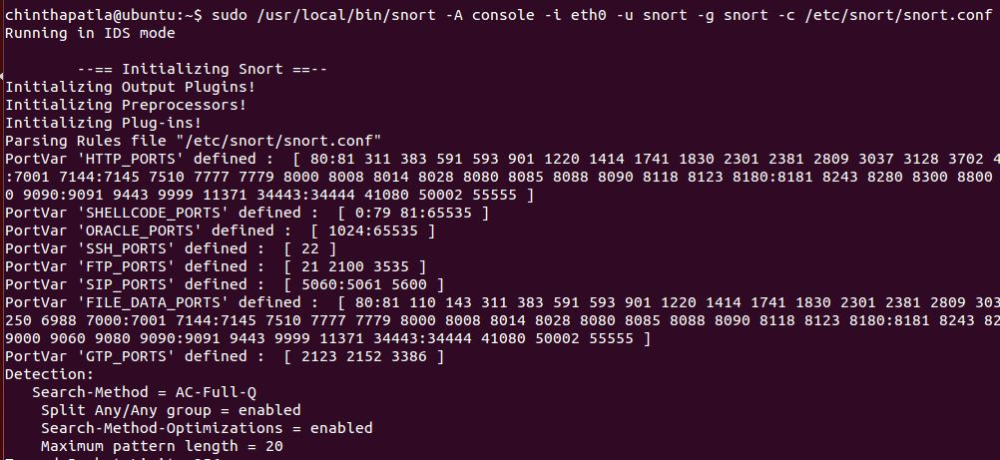 chinthapatla@ubuntu:~$ sudo /usr/local/bin/snort -A console -i eth0 -u snort -g snort -c /etc/snort/snort.conf
Running in IDS mode
--== Initializing Snort ==--
Initializing Output Plugins!
Initializing Preprocessors!
Initializing Plug-ins!
Parsing Rules file "/etc/snort/snort.conf"
PortVar 'HTTP_PORTS' defined :  [ 80:81 311 383 591 593 901 1220 1414 1741 1830 2301 2381 2809 3037 3128 3702 4
:7001 7144:7145 7510 7777 7779 8000 8008 8014 8028 8080 8085 8088 8090 8118 8123 8180:8181 8243 8280 8300 8800
0 9090:9091 9443 9999 11371 34443:34444 41080 50002 55555 ]
PortVar 'SHELLCODE_PORTS' defined :  [ 0:79 81:65535 ]
PortVar 'ORACLE_PORTS' defined :  [ 1024:65535 ]
PortVar 'SSH_PORTS' defined :  [ 22 ]
PortVar 'FTP_PORTS' defined :  [ 21 2100 3535 ]
PortVar 'SIP_PORTS' defined :  [ 5060:5061 5600 ]
PortVar 'FILE_DATA_PORTS' defined :  [ 80:81 110 143 311 383 591 593 901 1220 1414 1741 1830 2301 2381 2809 303
250 6988 7000:7001 7144:7145 7510 7777 7779 8000 8008 8014 8028 8080 8085 8088 8090 8118 8123 8180:8181 8243 82
9000 9060 9080 9090:9091 9443 9999 11371 34443:34444 41080 50002 55555 ]
PortVar 'GTP_PORTS' defined :  [ 2123 2152 3386 ]
Detection:
Search-Method = AC-Full-Q
Split Any/Any group = enabled
Search-Method-Optimizations = enabled
Maximum pattern length = 20